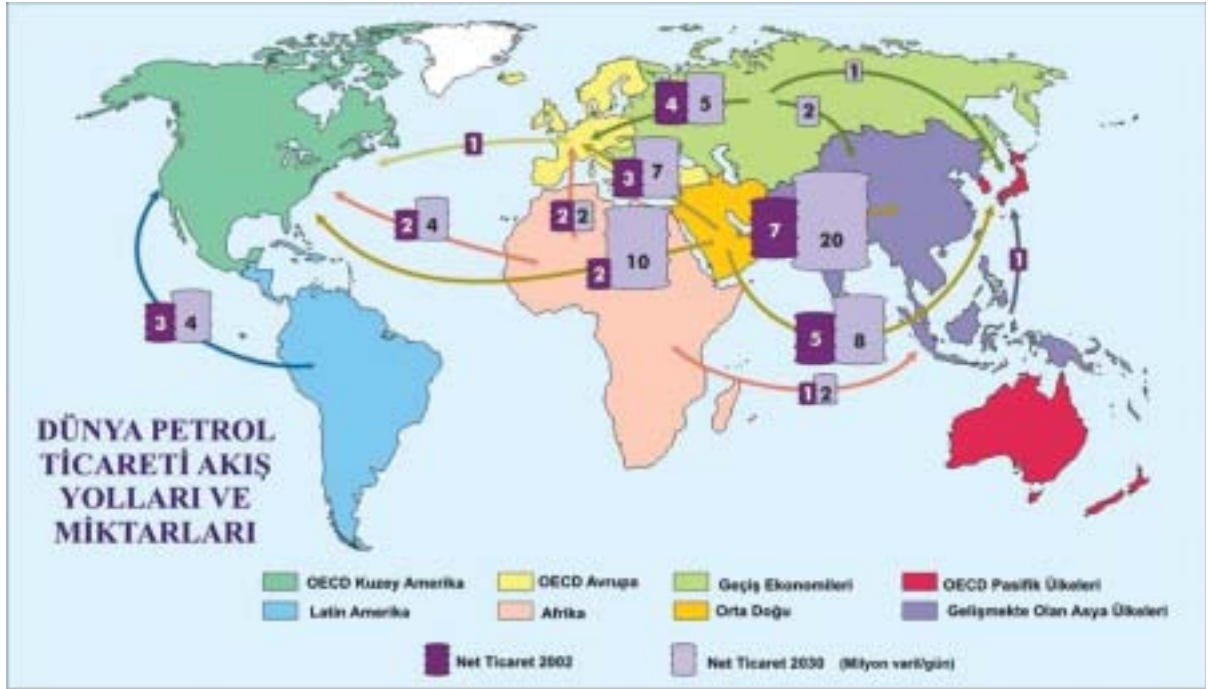 1
4 5
2
1
3 7
7 20
2 2
2 4
2 10
1
3 4
5 8
1 2
DÜNYA PETROL
TİCARETİ AKIŞ
YOLLARI VE
MİKTARLARI
OECD Kuzey Amerika
OECD Avrupa
Geçiş Ekonomileri
OECD Pasifik Ülkeleri
Latin Amerika
Afrika
Orta Doğu
Gelişmekte Olan Asya Ülkeleri
Net Ticaret 2002
Net Ticaret 2030 (Milyon varil/gün)